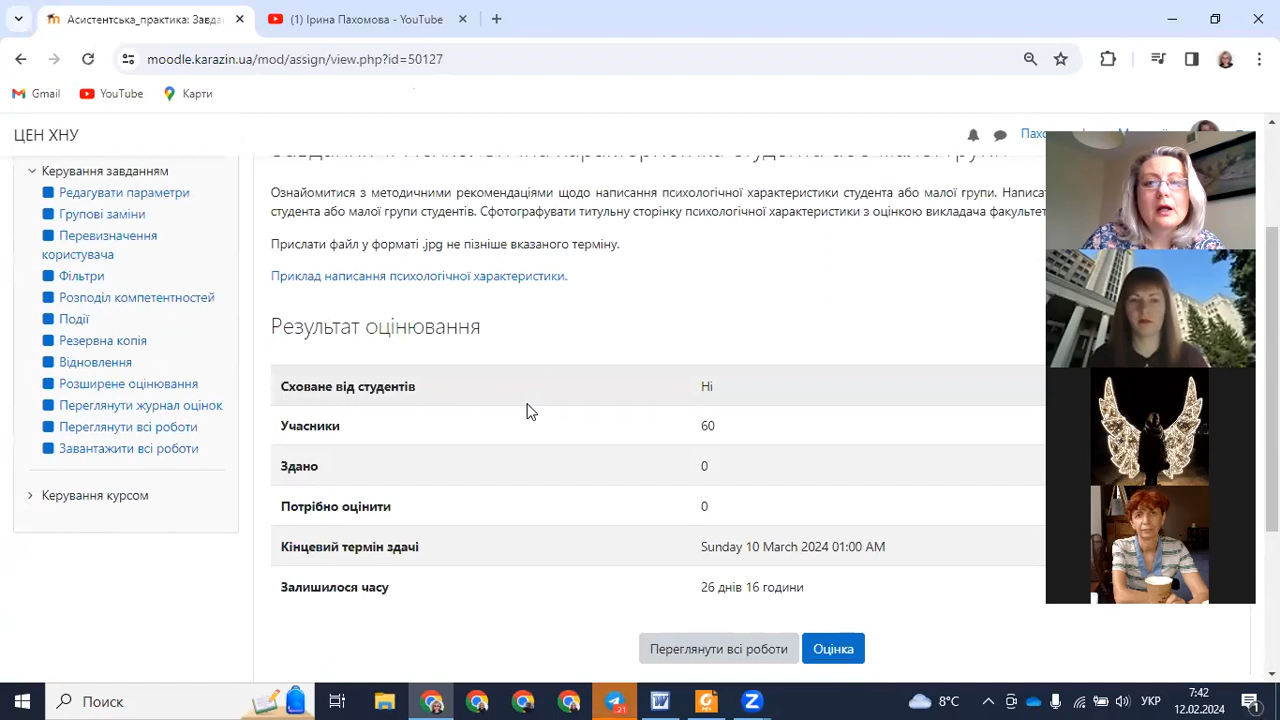 Асистентська_практика: Завда
(1) Ірина Пахомова - YouTube
moodle.karazin.ua/mod/assign/view.php?id=50127
Gmail
YouTube
Карти
ЦЕН ХНУ
Керування завданням
Редагувати параметри
Групові заміни
Перевизначення
користувача
Фільтри
Розподіл компетентностей
Події
Резервна копія
Відновлення
Розширене оцінювання
Переглянути журнал оцінок
Переглянути всі роботи
Завантажити всі роботи
Керування курсом
Ознайомитися з методичними рекомендаціями щодо написання психологічної характеристики студента або малої групи. Написат
студента або малої групи студентів. Сфотографувати титульну сторінку психологічної характеристики з оцінкою викладача факультет
Прислати файл у форматі .jpg не пізніше вказаного терміну.
Приклад написання психологічної характеристики.
Результат оцінювання
Сховане від студентів Ні
Учасники 60
Здано 0
Потрібно оцінити 0
Кінцевий термін здачі Sunday 10 March 2024 01:00 AM
Залишилося часу 26 днів 16 години
Переглянути всі роботи Оцінка
Поиск
21
8°C
УКР
7:42
12.02.2024
1